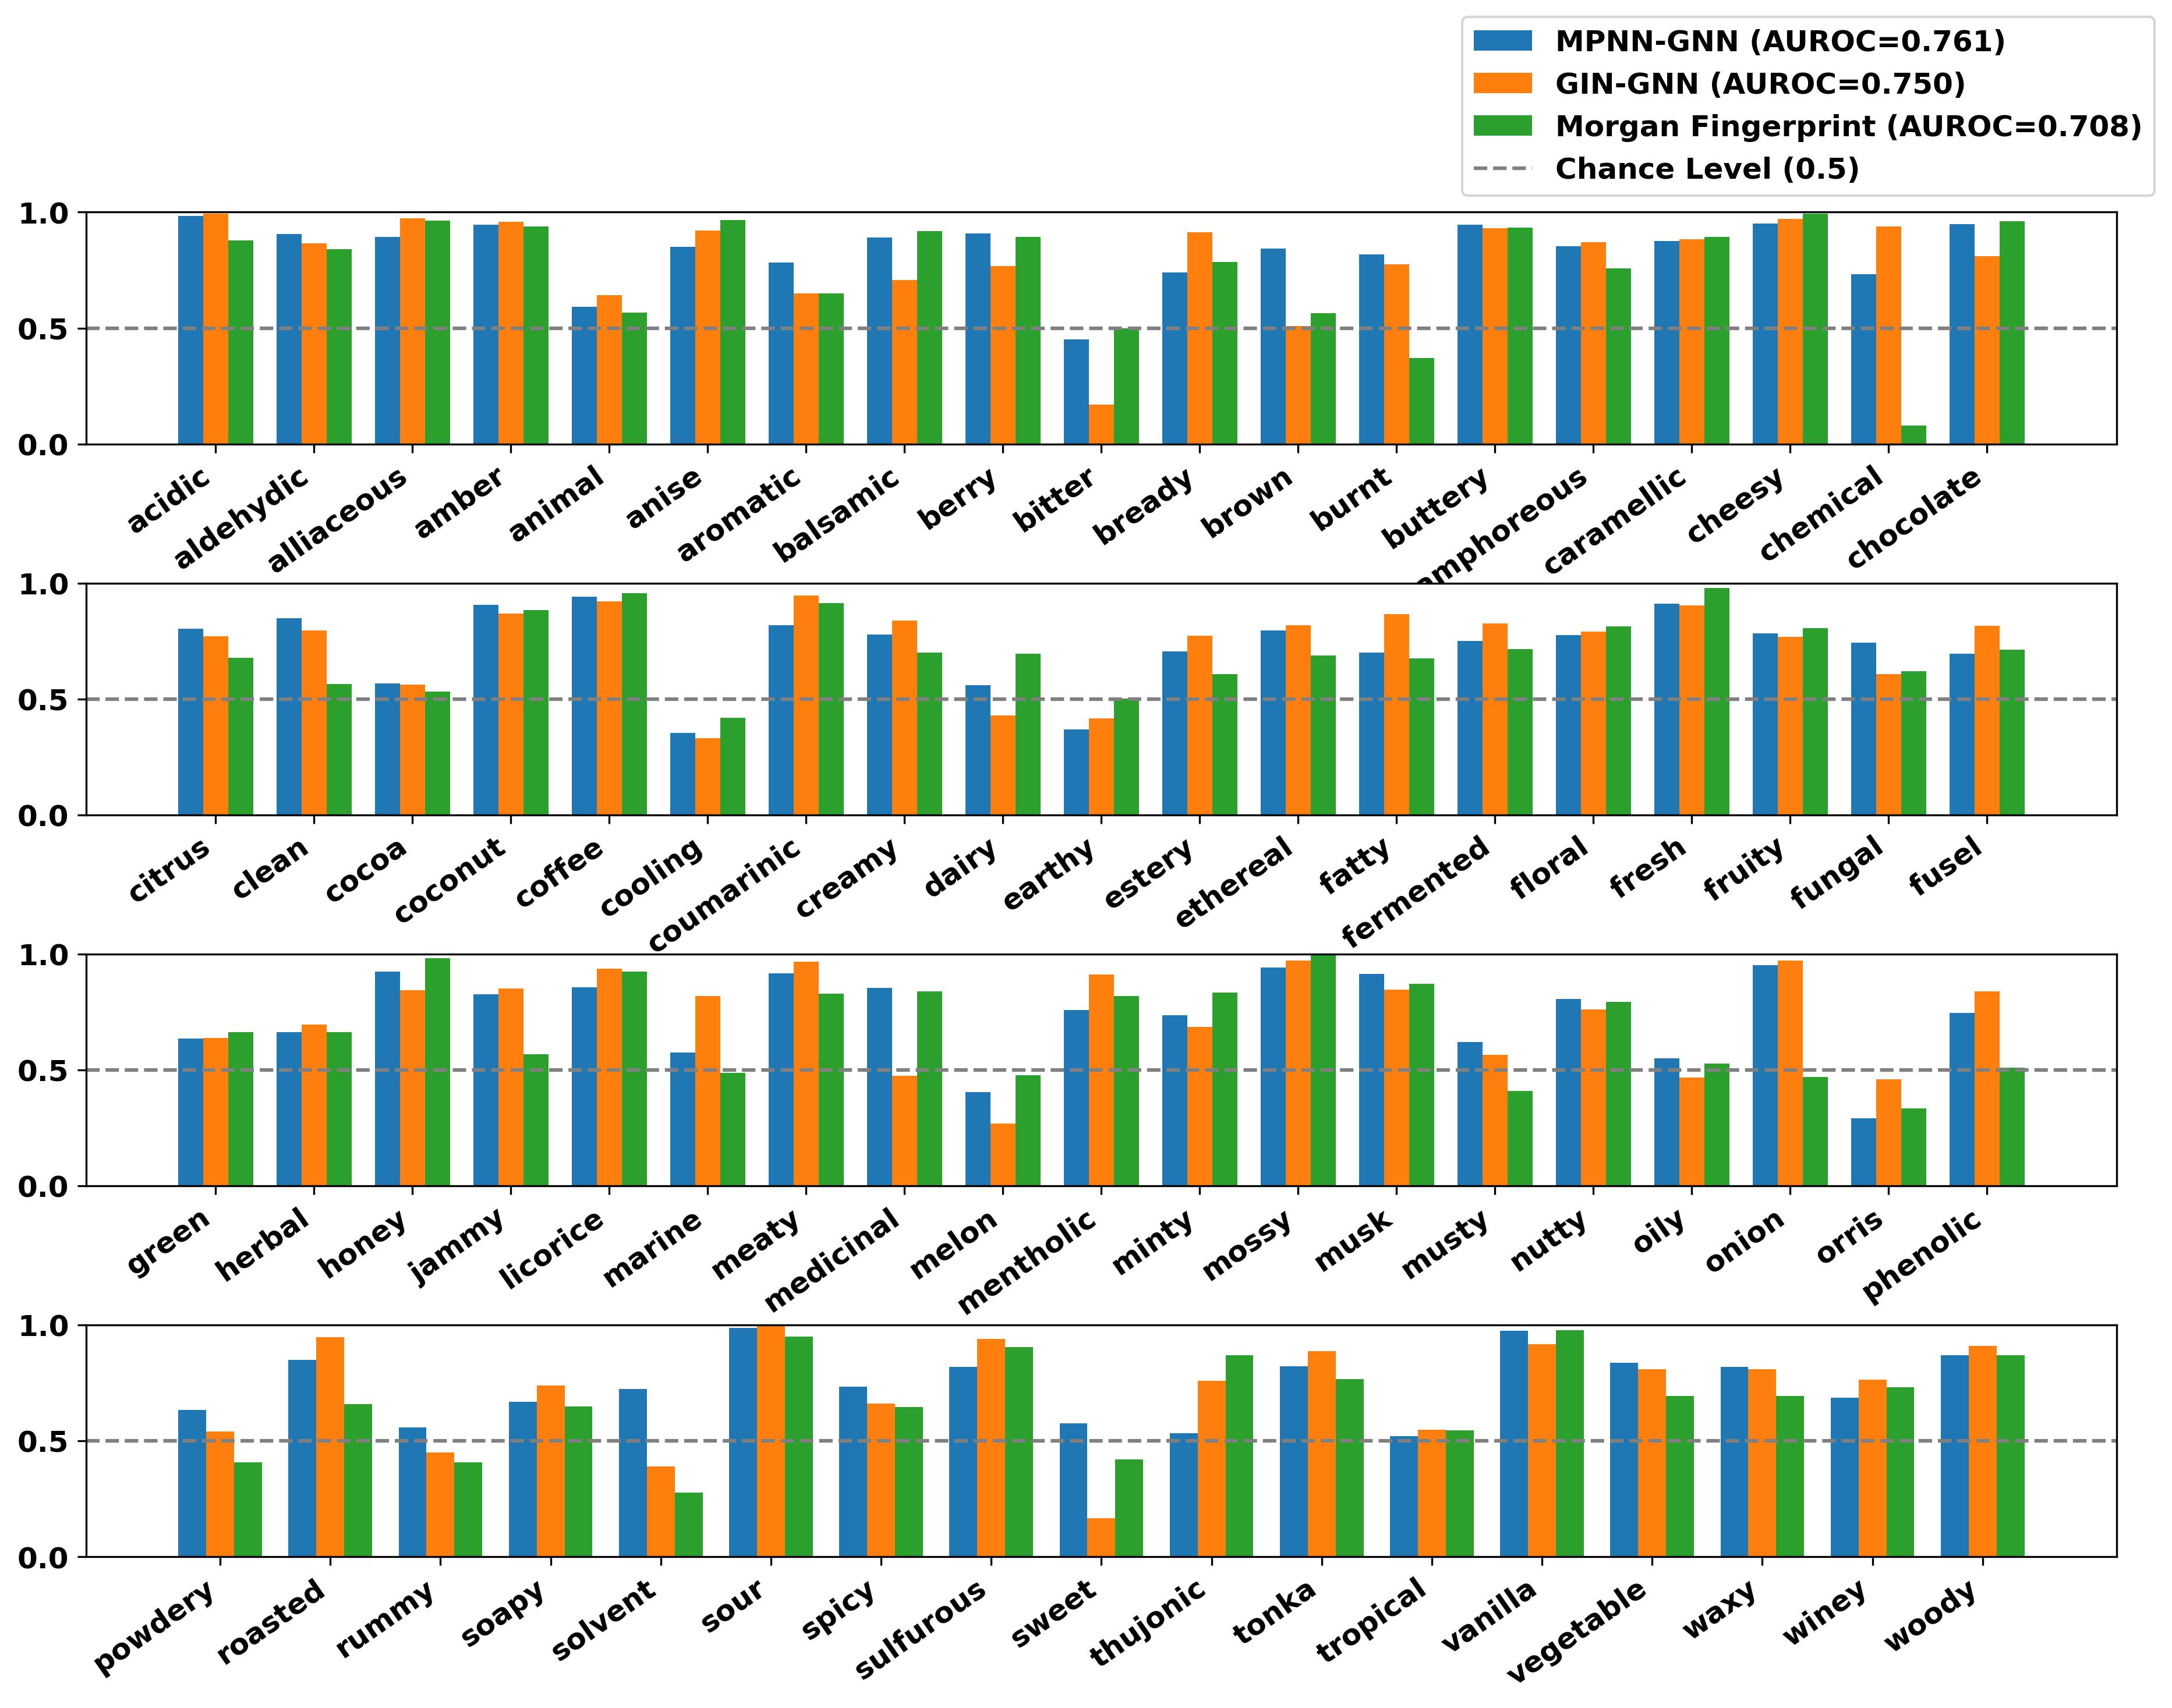 MPNN-GNN (AUROC=0.761)
GIN-GNN (AUROC=0.750)
Morgan Fingerprint (AUROC=0.708)
Chance Level (0.5)
1.0
0.5
0.0
acidic aldehydic alliaceous amber animal anise aromatic balsamic berry bitter bready brown burnt buttery amphoreous caramellic cheesy chemical chocolate
1.0
0.5
0.0
citrus clean cocoa coconut coffee cooling coumarinic creamy dairy earthy estery ethereal fatty fermented floral fresh fruity fungal fusel
1.0
0.5
0.0
green herbal honey jammy licorice marine meaty medicinal melon mentholic minty mossy musk musty nutty oily onion orris phenolic
1.0
0.5
0.0
powdery roasted rummy soapy solvent sour spicy sulfurous sweet thujonic tonka tropical vanilla vegetable waxy winey woody